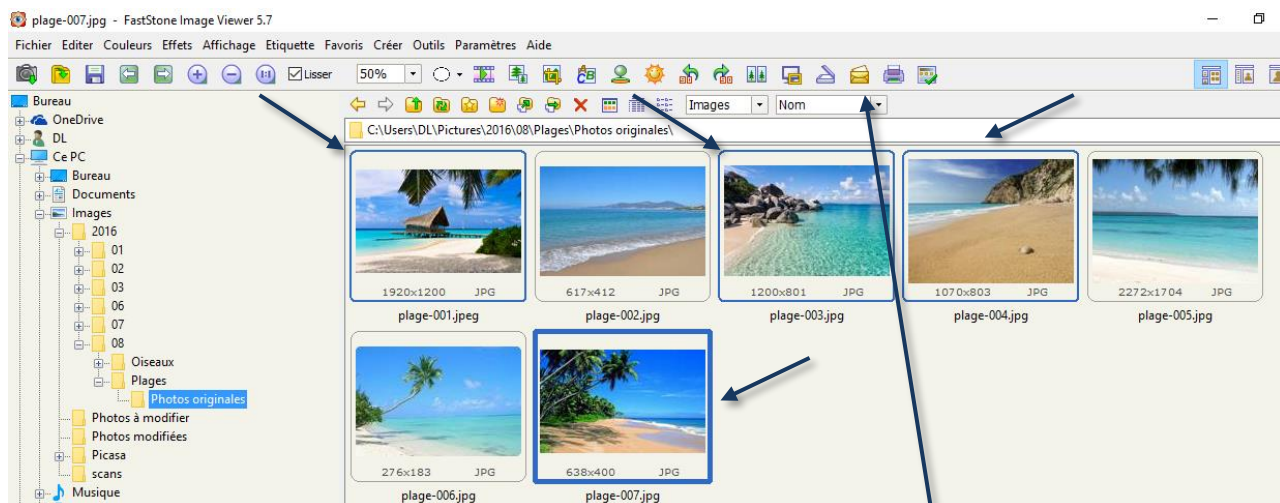 plage-007.jpg - FastStone Image Viewer 5.7
Fichier Editer Couleurs Effets Affichage Etiquette Favoris Créer Outils Paramètres Aide
1:1 Lisser 50% CB
Bureau
OneDrive
DL
Ce PC
Bureau
Documents
Images
2016
01
02
03
06
07
08
Oiseaux
Plages
Photos originales
Photos à modifier
Photos modifiées
Picasa
scans
Musique
Images Nom
C:\Users\DL\Pictures\2016\08\Plages\Photos originales\
1920x1200 JPG 617x412 JPG 1200x801 JPG 1070x803 JPG 2272x1704 JPG
plage-001.jpeg plage-002.jpg plage-003.jpg plage-004.jpg plage-005.jpg
276x183 JPG 638x400 JPG
plage-006.jpg plage-007.jpg